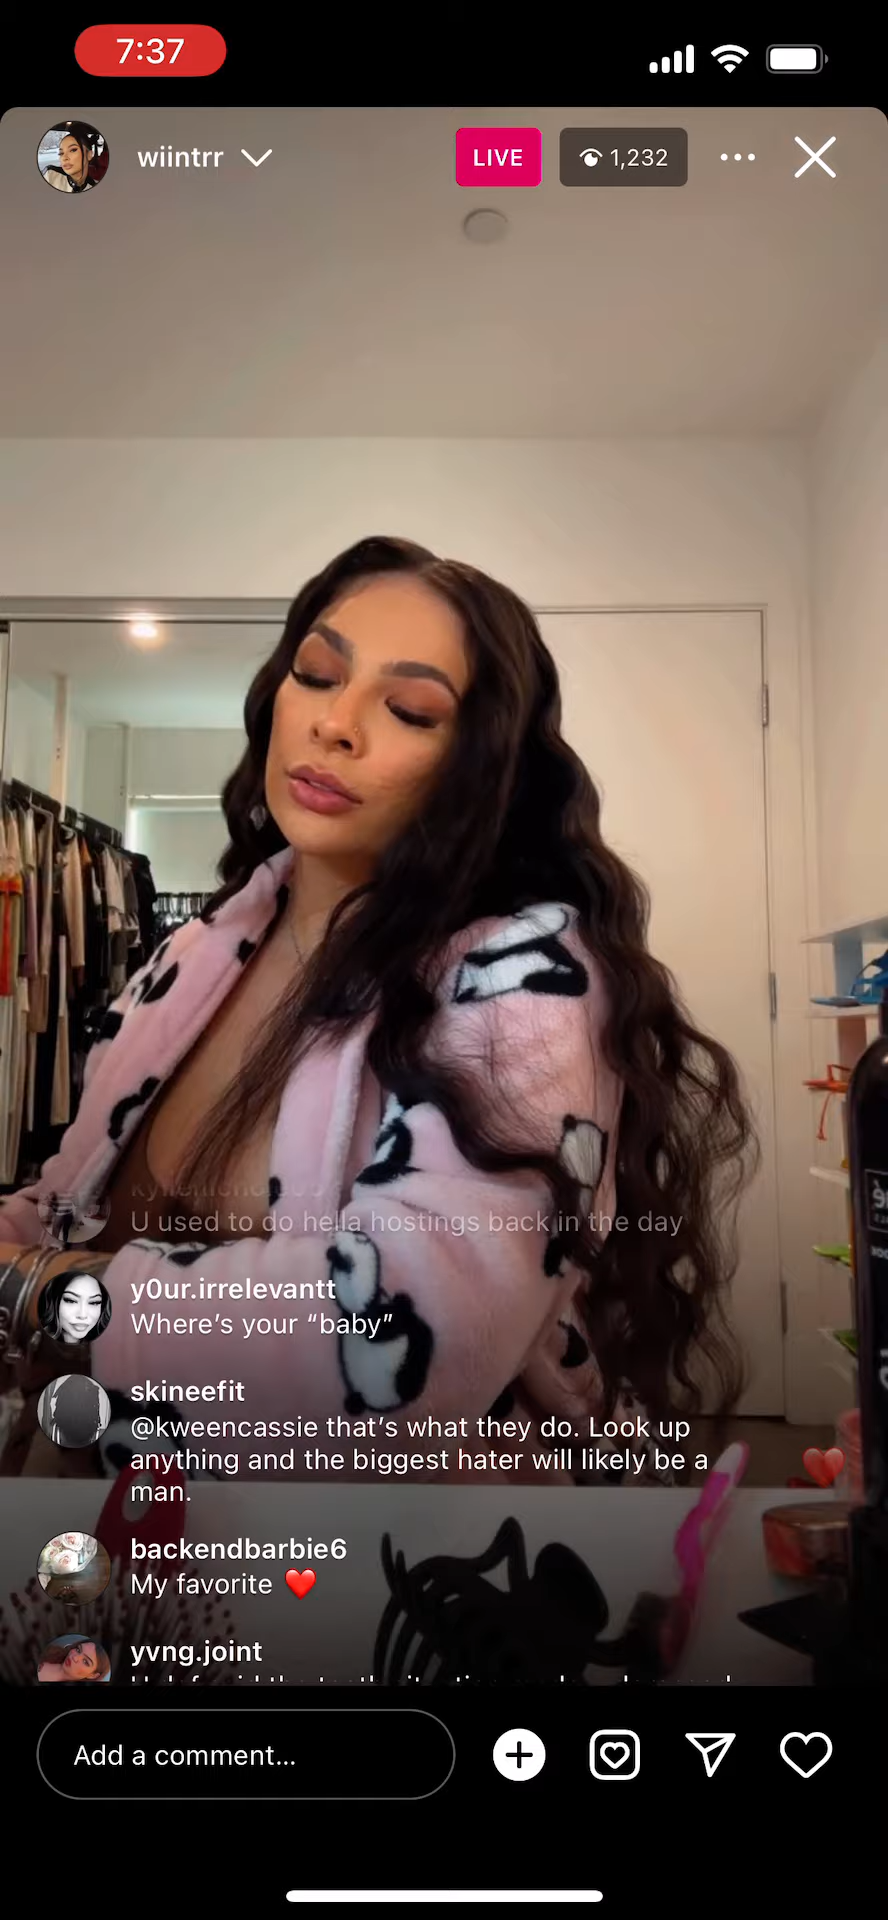 7:37
wiintrr
LIVE
1,232
U used to do hella hostings back in the day
y0ur.irrelevantt
Where’s your “baby”
skineefit
@kweencassie that’s what they do. Look up
anything and the biggest hater will likely be a
man.
backendbarbie6
My favorite ❤️
yvng.joint
Add a comment...